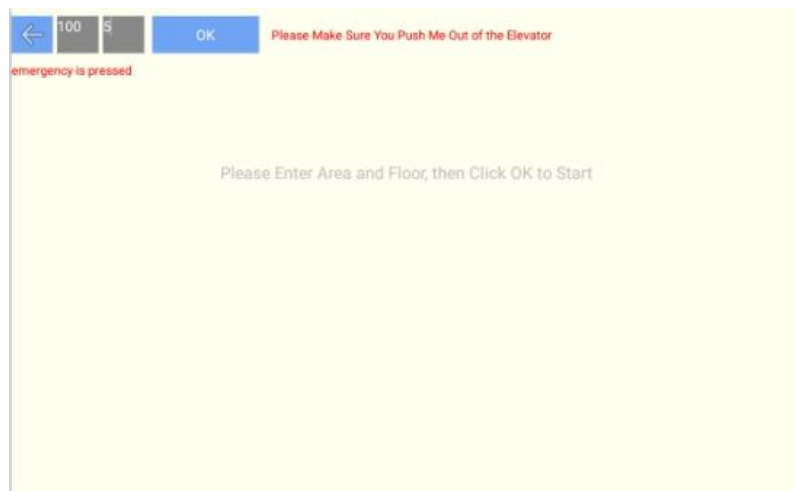 100 5 OK Please Make Sure You Push Me Out of the Elevator
emergency is pressed
Please Enter Area and Floor, then Click OK to Start